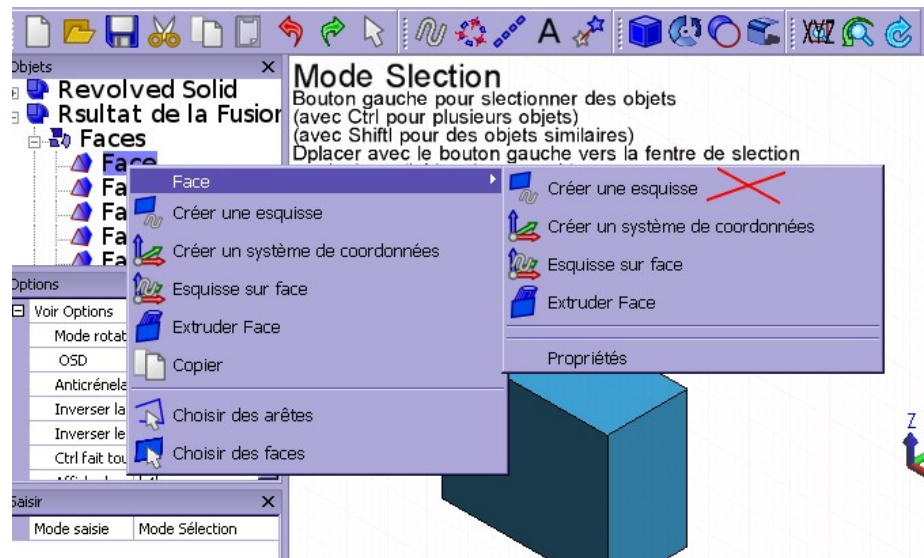 Objets
Revolved Solid
Rsultat de la Fusion
Faces
Face
Fa
Fa
Fa
Fa
Mode Slection
Bouton gauche pour slectionner des objets
(avec Ctrl pour plusieurs objets)
(avec Shiftl pour des objets similaires)
Dplacer avec le bouton gauche vers la fentre de slection
Face
Créer une esquisse
Créer un système de coordonnées
Esquisse sur face
Extruder Face
Copier
Choisir des arêtes
Choisir des faces
Créer une esquisse
Créer un système de coordonnées
Esquisse sur face
Extruder Face
Propriétés
Options
Voir Options
Mode rotat
OSD
Anticrénela
Inverser la
Inverser le
Ctrl fait tou
Saisir
Mode saisie Mode Sélection
Z